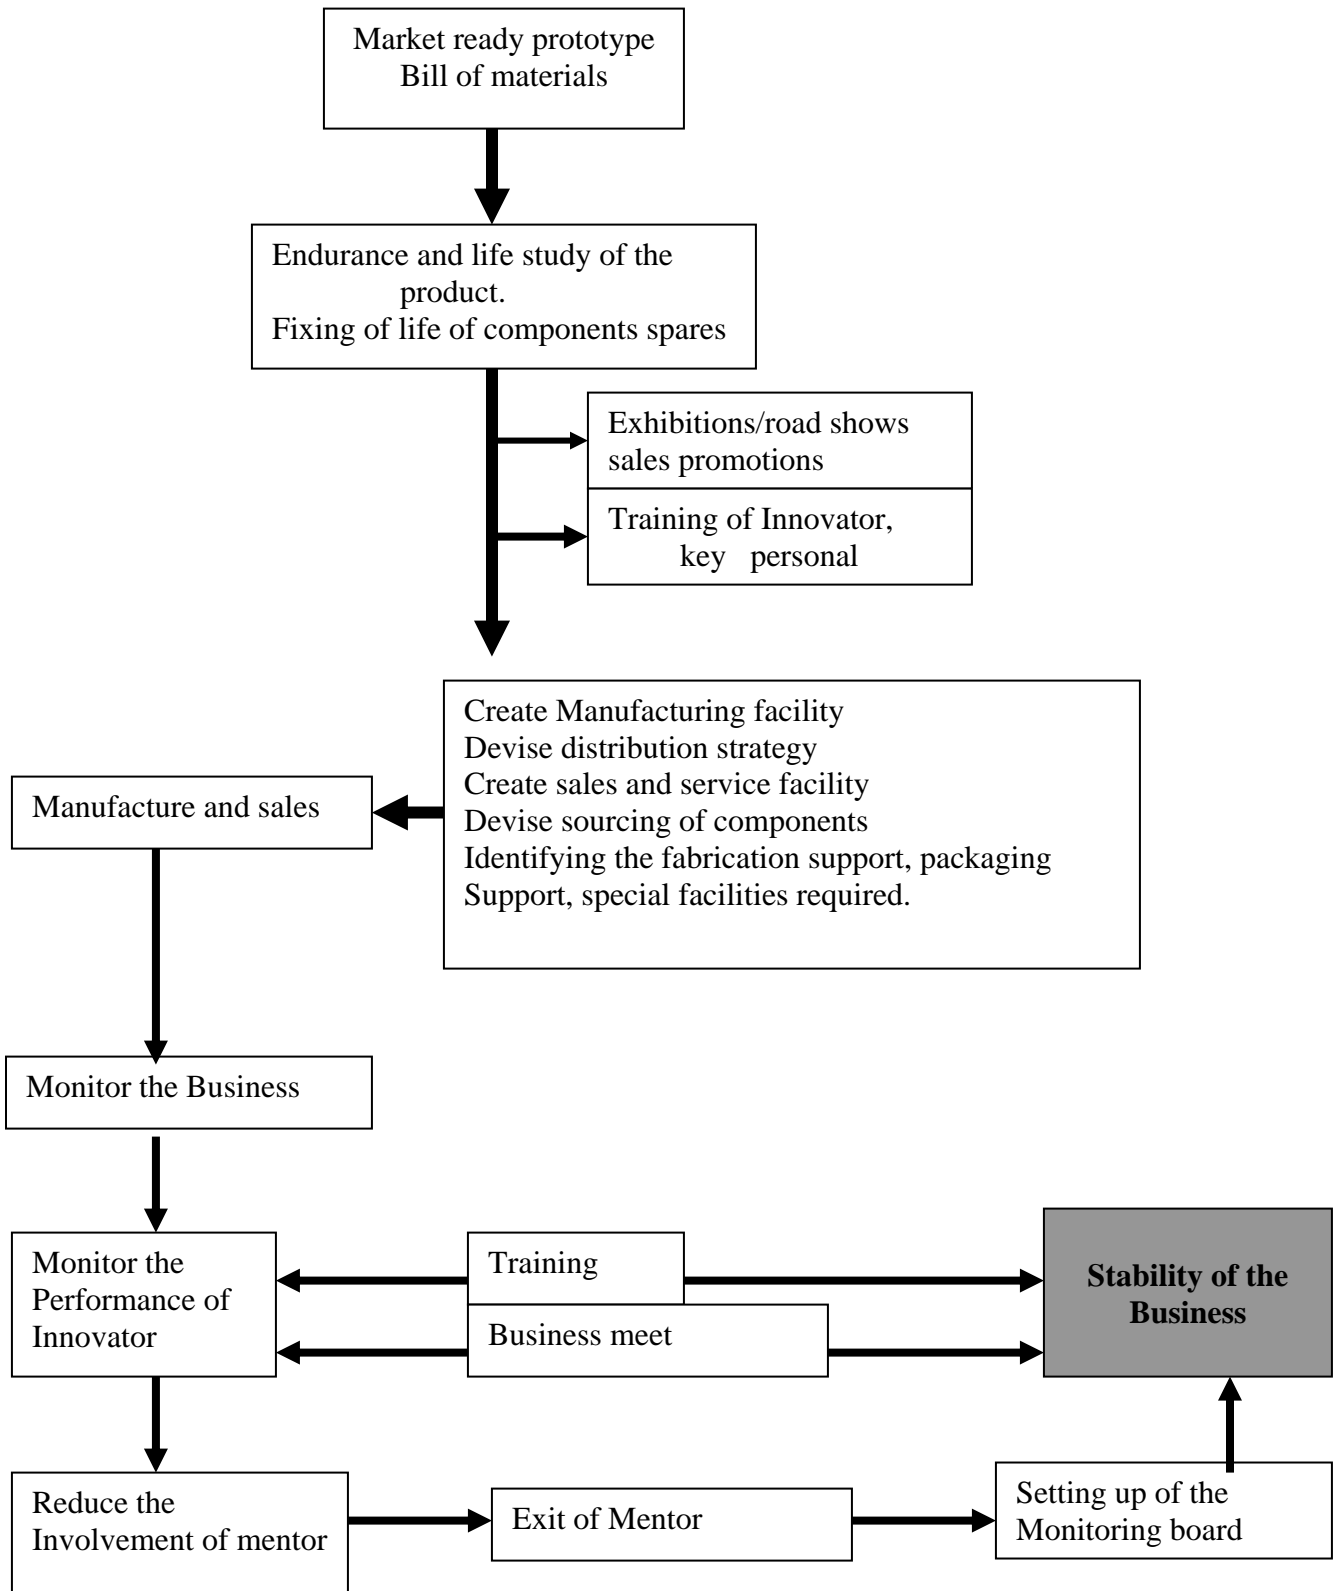 Market ready prototype
Bill of materials
Endurance and life study of the
product.
Fixing of life of components spares
Exhibitions/road shows
sales promotions
Training of Innovator,
key personal
Create Manufacturing facility
Devise distribution strategy
Create sales and service facility
Devise sourcing of components
Identifying the fabrication support, packaging
Support, special facilities required.
Manufacture and sales
Monitor the Business
Monitor the
Performance of
Innovator
Training
Business meet
Stability of the
Business
Reduce the
Involvement of mentor
Exit of Mentor
Setting up of the
Monitoring board